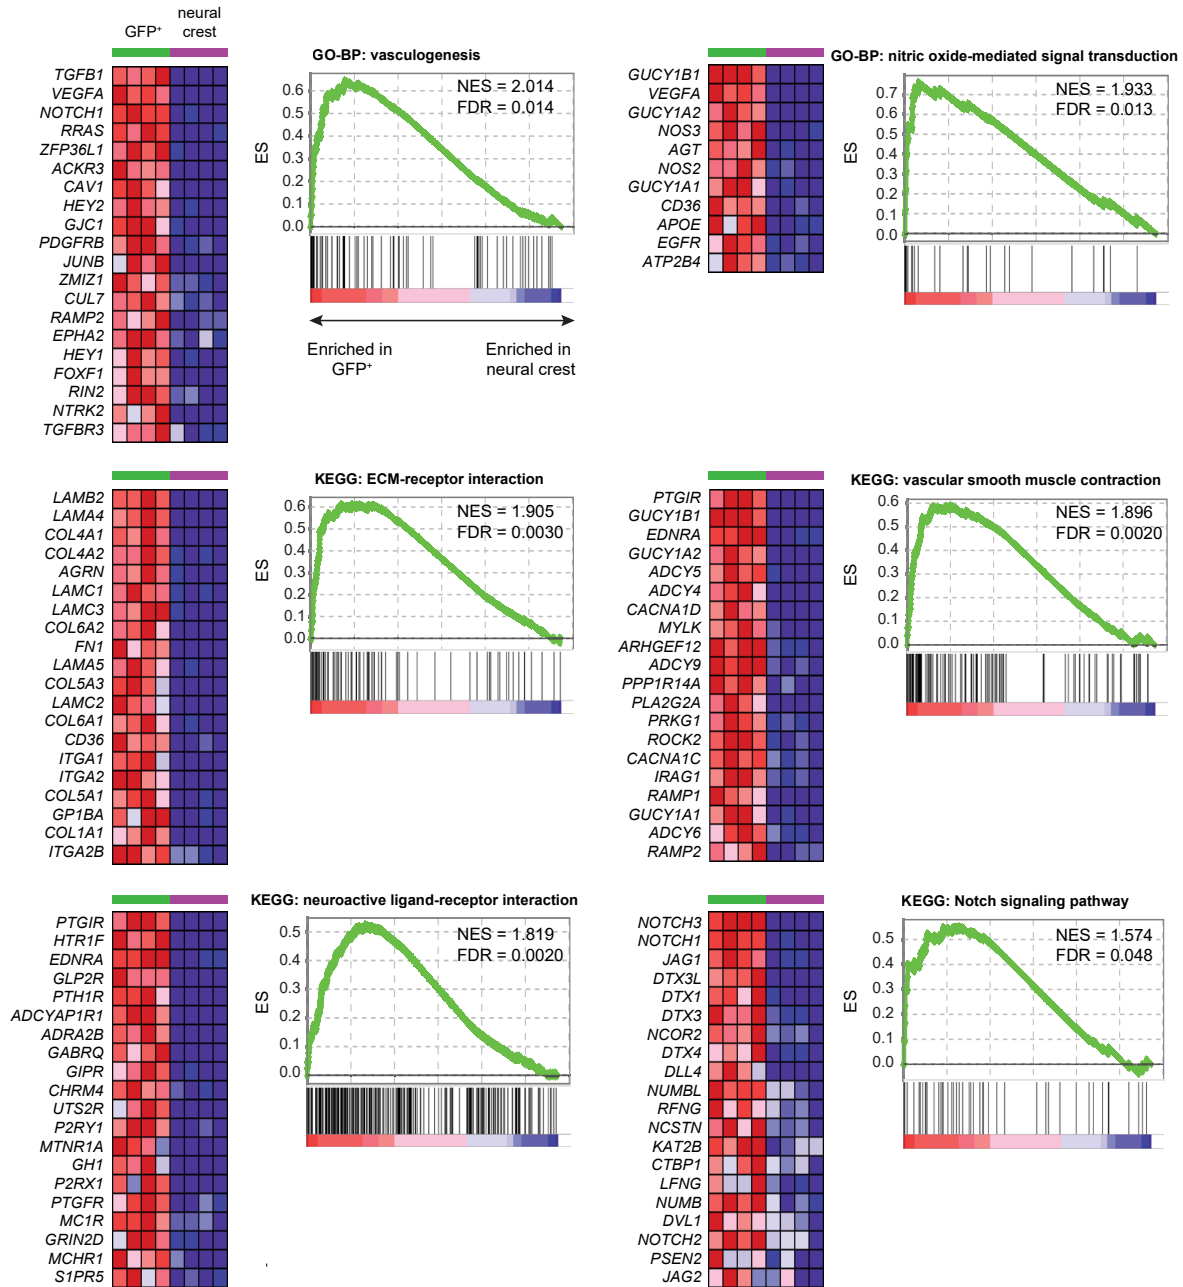 GFP+
neural
crest
GO-BP: vasculogenesis
TGFB1
VEGFA
NOTCH1
RRAS
ZFP36L1
ACKR3
CAV1
HEY2
GJC1
PDGFRB
JUNB
ZMIZ1
CUL7
RAMP2
EPHA2
HEY1
FOXF1
RIN2
NTRK2
TGFBR3
ES
0.6
0.5
0.4
0.3
0.2
0.1
0.0
NES = 2.014
FDR = 0.014
Enriched in
GFP+
Enriched in
neural crest
GO-BP: nitric oxide-mediated signal transduction
GUCY1B1
VEGFA
GUCY1A2
NOS3
AGT
NOS2
GUCY1A1
CD36
APOE
EGFR
ATP2B4
ES
0.7
0.6
0.5
0.4
0.3
0.2
0.1
0.0
NES = 1.933
FDR = 0.013
KEGG: ECM-receptor interaction
LAMB2
LAMA4
COL4A1
COL4A2
AGRN
LAMC1
LAMC3
COL6A2
FN1
LAMA5
COL5A3
LAMC2
COL6A1
CD36
ITGA1
ITGA2
COL5A1
GP1BA
COL1A1
ITGA2B
ES
0.6
0.5
0.4
0.3
0.2
0.1
0.0
NES = 1.905
FDR = 0.0030
KEGG: vascular smooth muscle contraction
PTGIR
GUCY1B1
EDNRA
GUCY1A2
ADCY5
ADCY4
CACNA1D
MYLK
ARHGEF12
ADCY9
PPP1R14A
PLA2G2A
PRKG1
ROCK2
CACNA1C
IRAG1
RAMP1
GUCY1A1
ADCY6
RAMP2
ES
0.6
0.5
0.4
0.3
0.2
0.1
0.0
NES = 1.896
FDR = 0.0020
KEGG: neuroactive ligand-receptor interaction
PTGIR
HTR1F
EDNRA
GLP2R
PTH1R
ADCYAP1R1
ADRA2B
GABRQ
GIPR
CHRM4
UTS2R
P2RY1
MTNR1A
GH1
P2RX1
PTGFR
MC1R
GRIN2D
MCHR1
S1PR5
ES
0.5
0.4
0.3
0.2
0.1
0.0
NES = 1.819
FDR = 0.0020
KEGG: Notch signaling pathway
NOTCH3
NOTCH1
JAG1
DTX3L
DTX1
DTX3
NCOR2
DTX4
DLL4
NUMBL
RFNG
NCSTN
KAT2B
CTBP1
LFNG
NUMB
DVL1
NOTCH2
PSEN2
JAG2
ES
0.5
0.4
0.3
0.2
0.1
0.0
NES = 1.574
FDR = 0.048